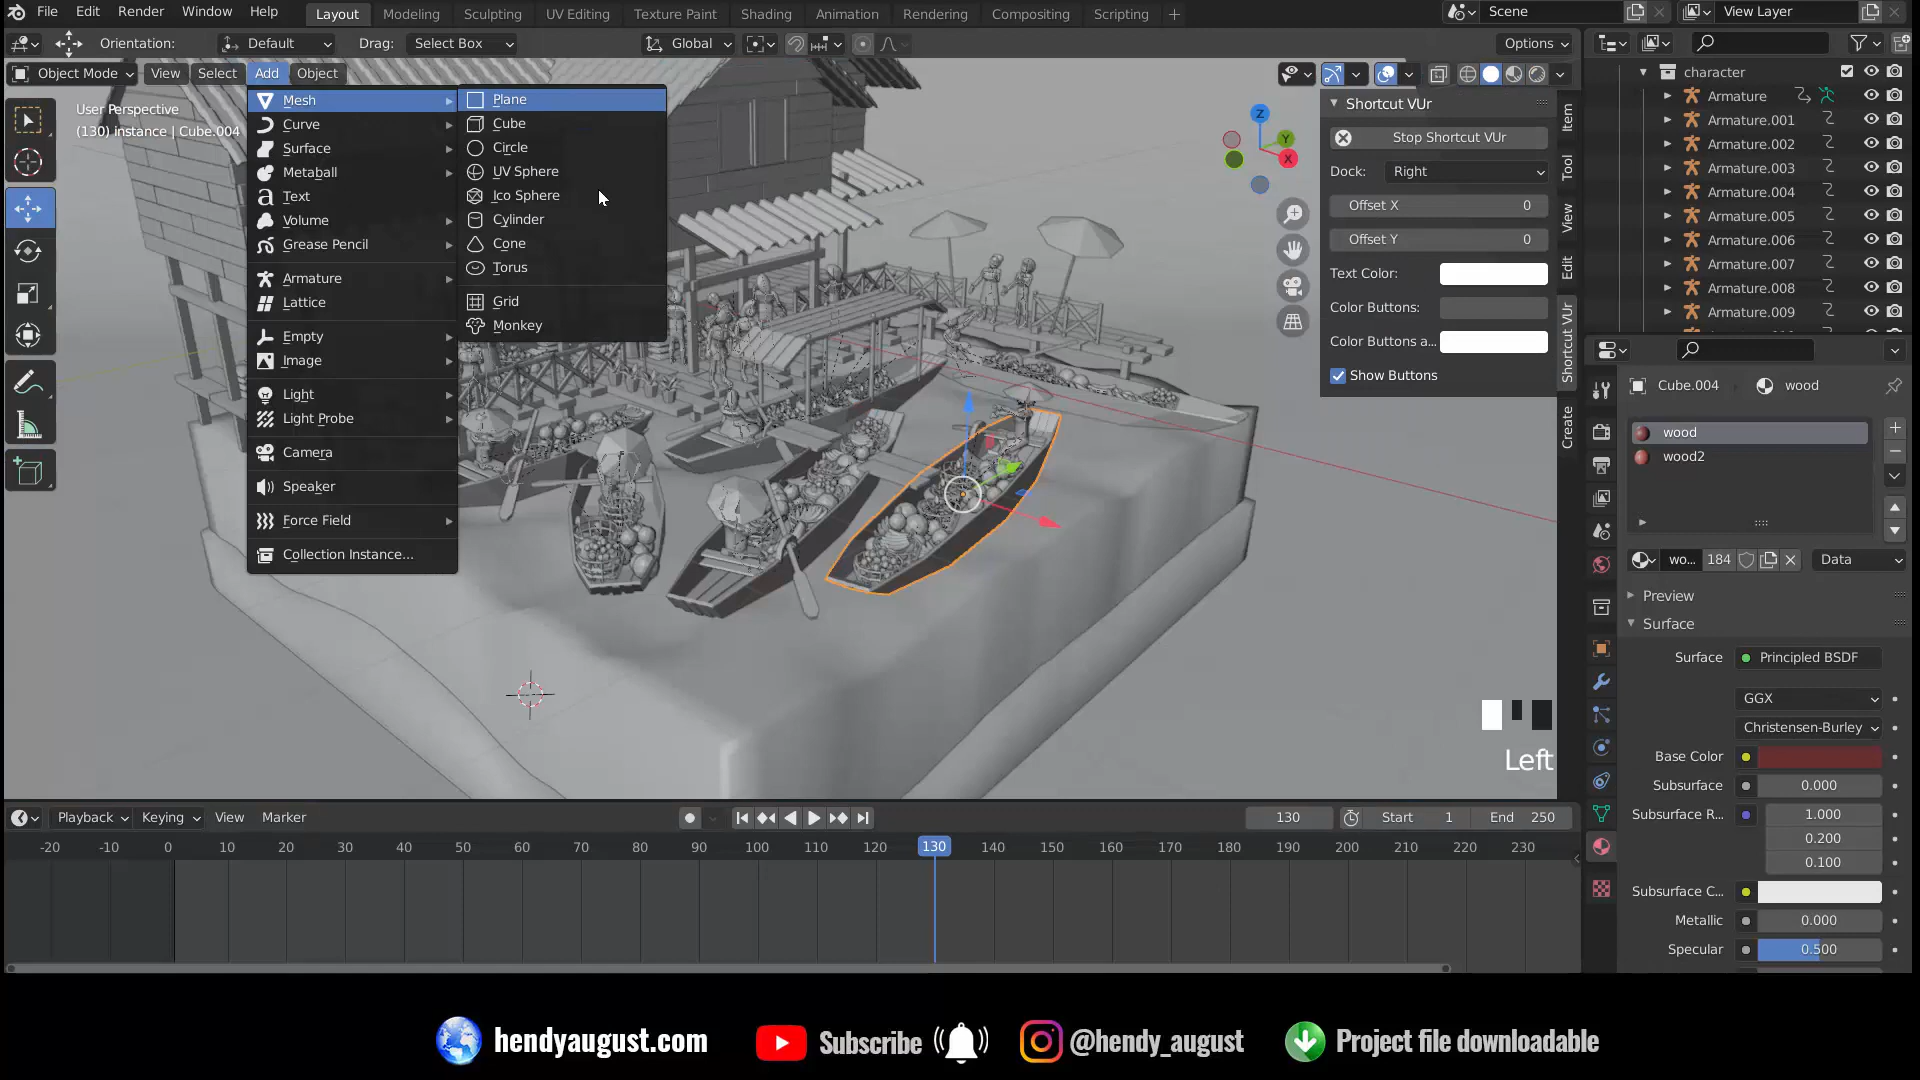 File Edit Render Window Help Layout Modeling Sculpting UV Editing Texture Paint Shading Animation Rendering Compositing Scripting + Scene View Layer
Orientation: Default Drag: Select Box Global Options
Object Mode View Select Add Object
User Perspective
(130) instance | Cube.004
Mesh
Curve
Surface
Metaball
Text
Volume
Grease Pencil
Armature
Lattice
Empty
Image
Light
Light Probe
Camera
Speaker
Force Field
Collection Instance...
Plane
Cube
Circle
UV Sphere
Ico Sphere
Cylinder
Cone
Torus
Grid
Monkey
Z
Y
X
Shortcut VUr
Stop Shortcut VUr
Dock: Right
Offset X 0
Offset Y 0
Text Color:
Color Buttons:
Color Buttons a...
Show Buttons
Item
Tool
View
Edit
Shortcut VUr
Create
character
Armature
Armature.001
Armature.002
Armature.003
Armature.004
Armature.005
Armature.006
Armature.007
Armature.008
Armature.009
Cube.004 wood
wood
wood2
wo... 184 Data
Preview
Surface
Surface Principled BSDF
GGX
Christensen-Burley
Base Color
Subsurface 0.000
Subsurface R... 1.000
0.200
0.100
Subsurface C...
Metallic 0.000
Specular 0.500
Left
Playback Keying View Marker 130 Start 1 End 250
-20 -10 0 10 20 30 40 50 60 70 80 90 100 110 120 130 140 150 160 170 180 190 200 210 220 230
hendyaugust.com Subscribe @hendy_august Project file downloadable